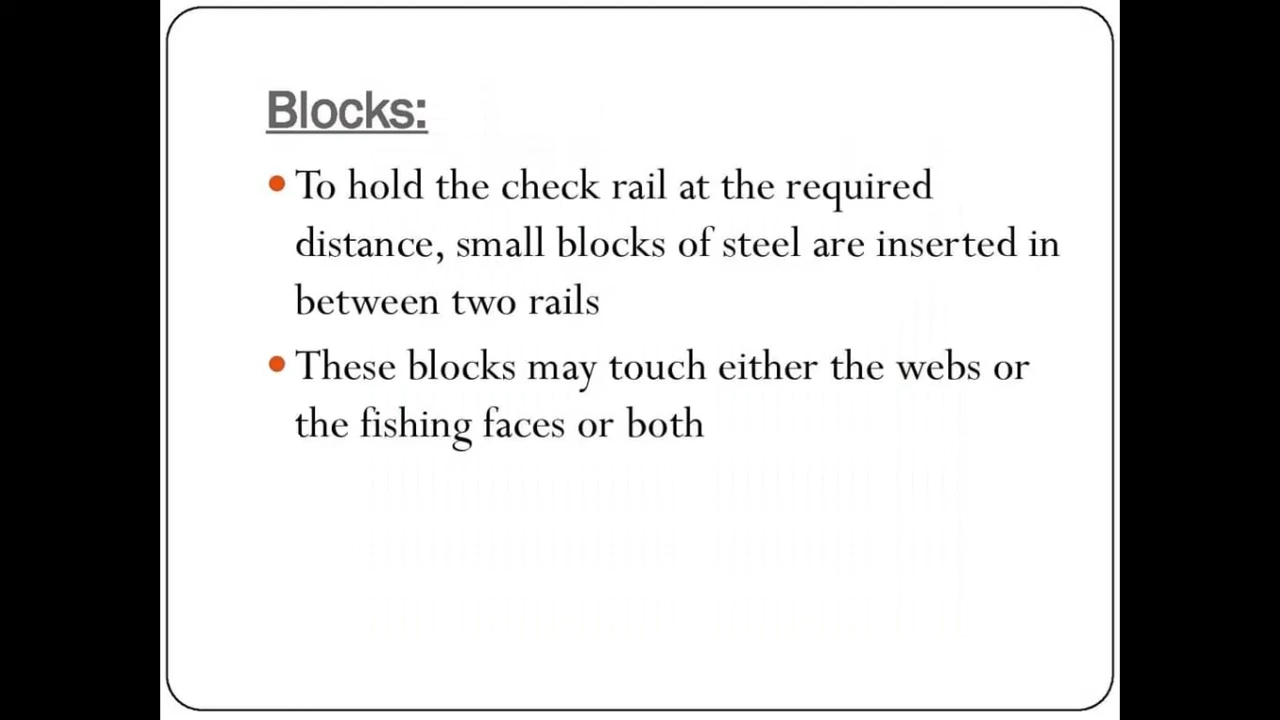 Blocks:
• To hold the check rail at the required
distance, small blocks of steel are inserted in
between two rails
• These blocks may touch either the webs or
the fishing faces or both